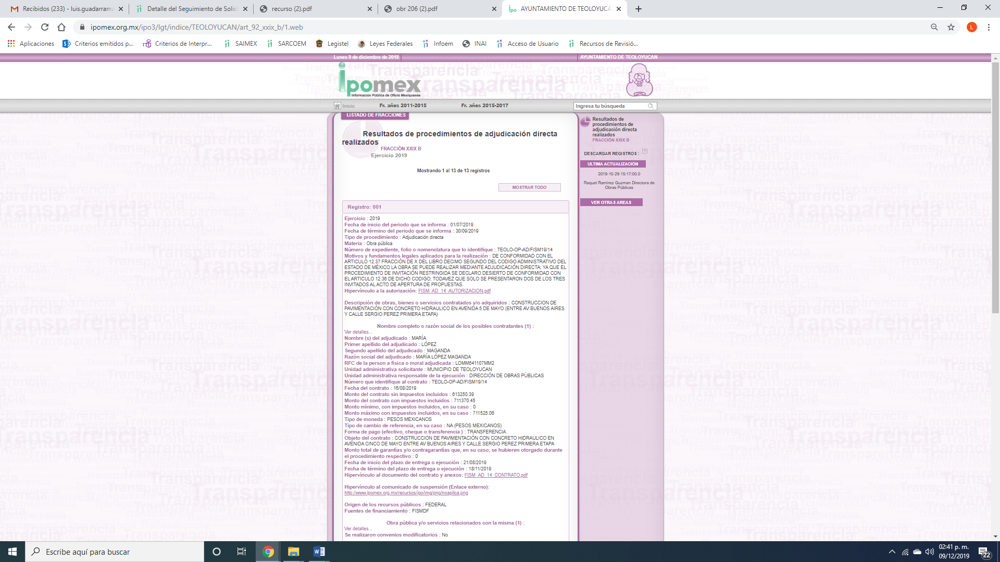 Recibidos (233) - luis.guadarrama
Detalle del Seguimiento de Solici
recurso (2).pdf
obr 206 (2).pdf
AYUNTAMIENTO DE TEOLOYUCA
ipomex.org.mx/ipo3/lgt/indice/TEOLOYUCAN/art_92_xxix_b/1.web
L
Aplicaciones
Criterios emitidos p...
Criterios de Interpr...
SAIMEX
SARCOEM
Legistel
Leyes Federales
Infoem
INAI
Acceso de Usuario
Recursos de Revisió...
Lunes 9 de diciembre de 2019
AYUNTAMIENTO DE TEOLOYUCAN
ipomex
Información Pública de Oficio Mexiquense
Transparencia
Inicio
Fr. años 2011-2015
Fr. años 2015-2017
Ingresa tu búsqueda
LISTADO DE FRACCIONES
Resultados de procedimientos de adjudicación directa
realizados
FRACCIÓN XXIX B
Ejercicio 2019
Mostrando 1 al 13 de 13 registros
MOSTRAR TODO
Registro: 001
Ejercicio : 2019
Fecha de inicio del periodo que se informa : 01/07/2019
Fecha de término del periodo que se informa : 30/09/2019
Tipo de procedimiento : Adjudicación directa
Materia : Obra pública
Número de expediente, folio o nomenclatura que lo identifique : TEOLO-OP-AD/FISM19/14
Motivos y fundamentos legales aplicados para la realización : DE CONFORMIDAD CON EL
ARTICULO 12.37 FRACCIÓN DE X DEL LIBRO DECIMO SEGUNDO DEL CODIGO ADMINISTRATIVO DEL
ESTADO DE MÉXICO LA OBRA SE PUEDE REALIZAR MEDIANTE ADJUDICACIÓN DIRECTA; YA QUE EL
PROCEDIMIENTO DE INVITACIÓN RESTRINGIDA SE DECLARO DESIERTO DE CONFORMIDAD CON
EL ARTICULO 12.36 DE DICHO CODIGO; TODAVEZ QUE SOLO SE PRESENTARON DOS DE LOS TRES
INVITADOS AL ACTO DE APERTURA DE PROPUESTAS.
Hipervínculo a la autorización: FISM_AD_14_AUTORIZACION.pdf
Descripción de obras, bienes o servicios contratados y/o adquiridos : CONSTRUCCION DE
PAVIMENTACIÓN CON CONCRETO HIDRAULICO EN AVENIDA 5 DE MAYO (ENTRE AV BUENOS AIRES
Y CALLE SERGIO PEREZ PRIMERA ETAPA)
Nombre completo o razón social de los posibles contratantes (1) :
Ver detalles...
Nombre (s) del adjudicado : MARÍA
Primer apellido del adjudicado : LÓPEZ
Segundo apellido del adjudicado : MAGANDA
Razón social del adjudicado : MARÍA LÓPEZ MAGANDA
RFC de la person a física o moral adjudicada : LOMM541107MM2
Unidad administrativa solicitante : MUNICIPIO DE TEOLOYUCAN
Unidad administrativa responsable de la ejecución : DIRECCIÓN DE OBRAS PÚBLICAS
Número que identifique al contrato : TEOLO-OP-AD/FISM19/14
Fecha del contrato : 16/08/2019
Monto del contrato sin impuestos incluidos : 613250.39
Monto del contrato con impuestos incluidos : 711370.45
Monto mínimo, con impuestos incluidos, en su caso : 0
Monto máximo con impuestos incluidos, en su caso : 711525.06
Tipo de moneda : PESOS MEXICANOS
Tipo de cambio de referencia, en su caso : NA (PESOS MEXICANOS)
Forma de pago (efectivo, cheque o transferencia ) : TRANSFERENCIA
Objeto del contrato : CONSTRUCCION DE PAVIMENTACIÓN CON CONCRETO HIDRAULICO EN
AVENIDA CINCO DE MAYO ENTRE AV BUENOS AIRES Y CALLE SERGIO PEREZ PRIMERA ETAPA
Monto total de garantías y/o contragarantías que, en su caso, se hubieren otorgado durante
el procedimiento respectivo : 0
Fecha de inicio del plazo de entrega o ejecución : 21/08/2019
Fecha de término del plazo de entrega o ejecución : 18/11/2019
Hipervínculo al documento del contrato y anexos: FISM_AD_14_CONTRATO.pdf
Hipervínculo al comunicado de suspensión (Enlace externo):
http://www.ipomex.org.mx/recursos/ipo/img/png/noaplica.png
Origen de los recursos públicos : FEDERAL
Fuentes de financiamiento : FISMDF
Obra pública y/o servicios relacionados con la misma (1) :
Ver detalles...
Se realizaron convenios modificatorios : No
Resultados de
procedimientos de
adjudicación directa
realizados
FRACCIÓN XXIX B
DESCARGAR REGISTROS :
ULTIMA ACTUALIZACIÓN
2019-10-29 15:17:00.0
Raquel Ramirez Guzman Directora de
Obras Públicas
VER OTRAS AREAS
Escribe aquí para buscar
02:41 p. m.
09/12/2019
22